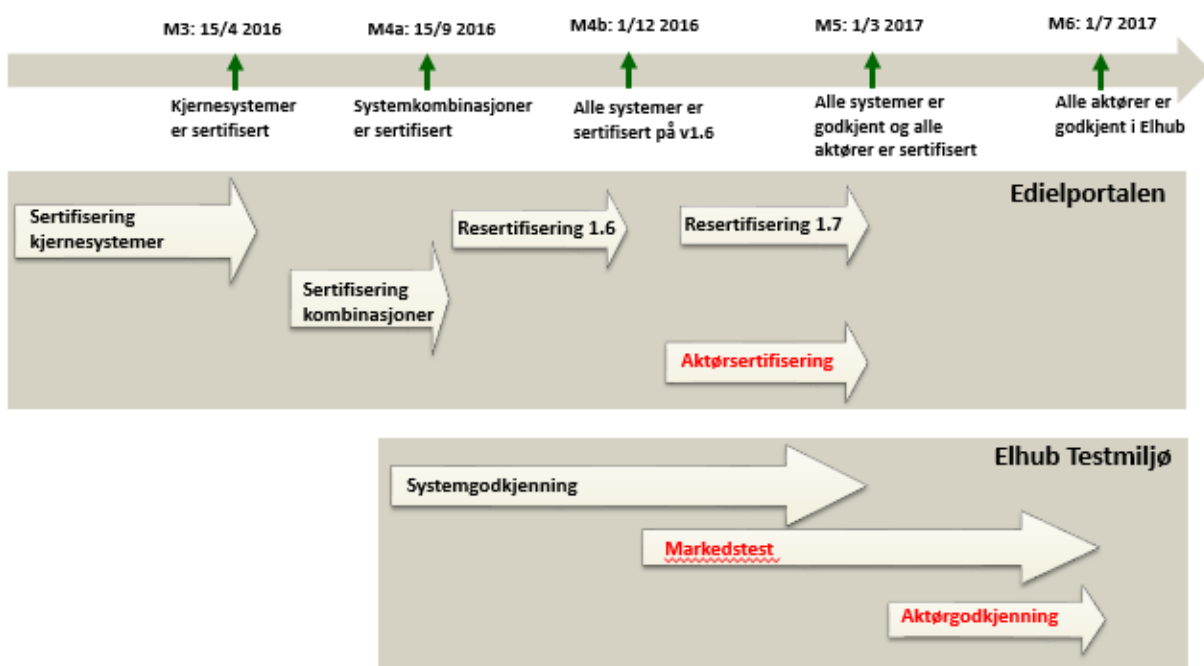 M3: 15/4 2016
M4a: 15/9 2016
M4b: 1/12 2016
M5: 1/3 2017
M6: 1/7 2017
Kjernesystemer
er sertifisert
Systemkombinasjoner
er sertifisert
Alle systemer er
sertifisert på v1.6
Alle systemer er
godkjent og alle
aktører er sertifisert
Alle aktører er
godkjent i Elhub
Edielportalen
Sertifisering
kjernesystemer
Resertifisering 1.6
Resertifisering 1.7
Sertifisering
kombinasjoner
Aktørsertifisering
Elhub Testmiljø
Systemgodkjenning
Markedstest
Aktørgodkjenning